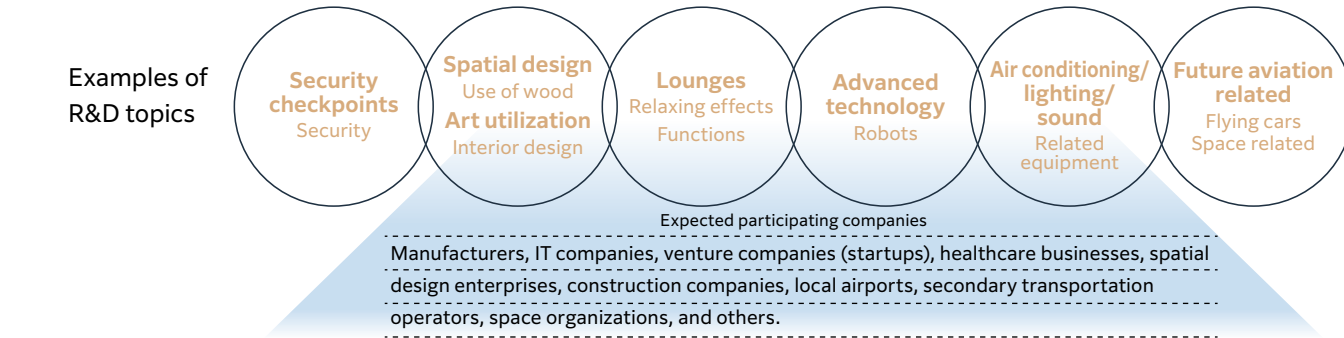 Examples of
R&D topics
Security
checkpoints
Security
Spatial design
Use of wood
Art utilization
Interior design
Lounges
Relaxing effects
Functions
Advanced
technology
Robots
Air conditioning/
lighting/
sound
Related
equipment
Future aviation
related
Flying cars
Space related
Expected participating companies
Manufacturers, IT companies, venture companies (startups), healthcare businesses, spatial
design enterprises, construction companies, local airports, secondary transportation
operators, space organizations, and others.